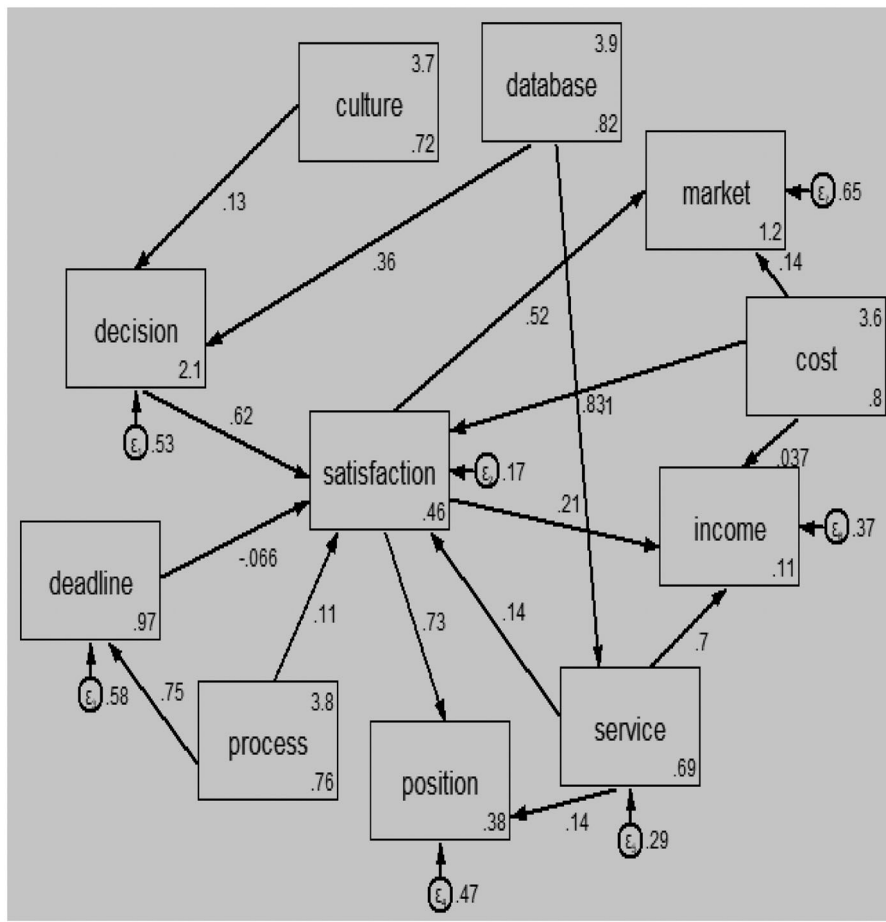 3.7
culture
.72
3.9
database
.82
market
1.2
ε .65
.13
.36
.14
decision
2.1
.52
3.6
cost
.8
ε .53
.62
.831
.037
satisfaction
.46
ε .17
.21
income
.11
ε .37
deadline
.97
-.066
.11
.73
.14
.7
ε .58
.75
3.8
process
.76
position
.38
service
.69
.14
ε .29
ε₄ .47